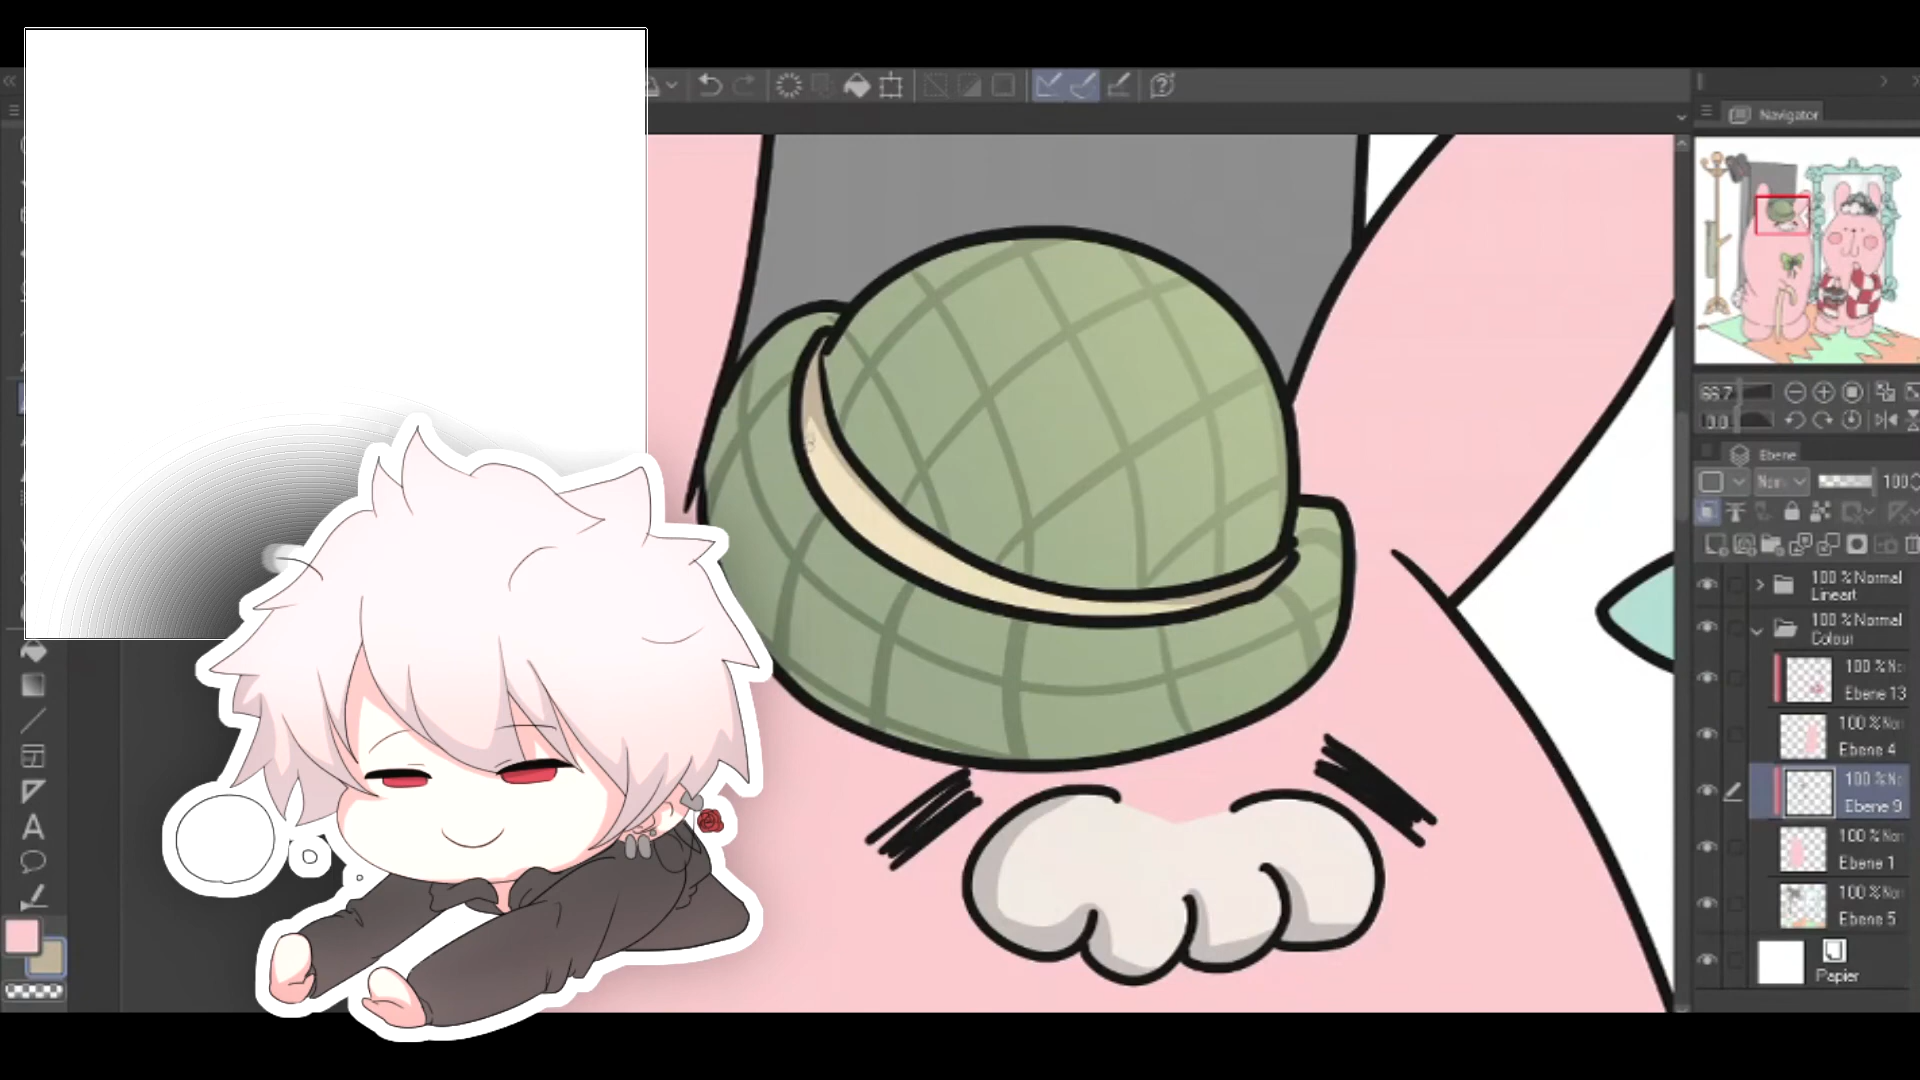 Navigator
Ebene
100
100 % Normal
Lineart
100 % Normal
Colour
Ebene 13
Ebene 4
Ebene 9
Ebene 1
Ebene 5
Papier